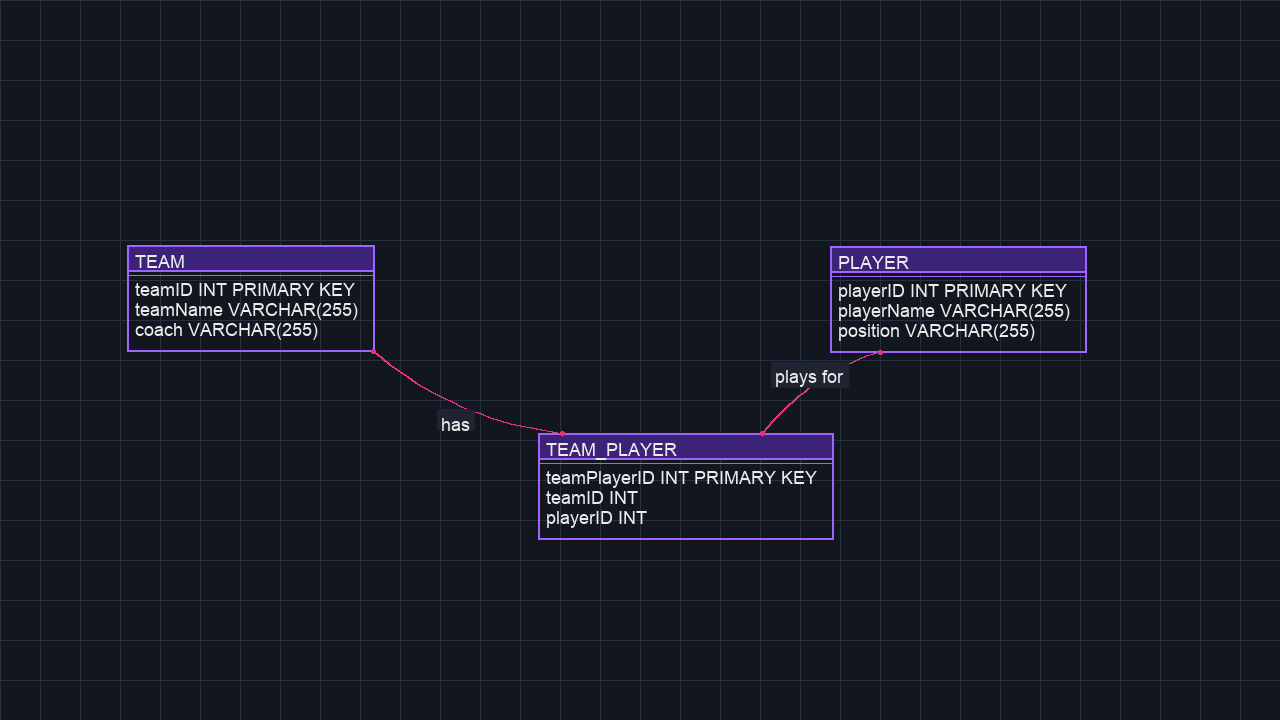 TEAM
teamID INT PRIMARY KEY
teamName VARCHAR(255)
coach VARCHAR(255)
PLAYER
playerID INT PRIMARY KEY
playerName VARCHAR(255)
position VARCHAR(255)
plays for
has
TEAM_PLAYER
teamPlayerID INT PRIMARY KEY
teamID INT
playerID INT